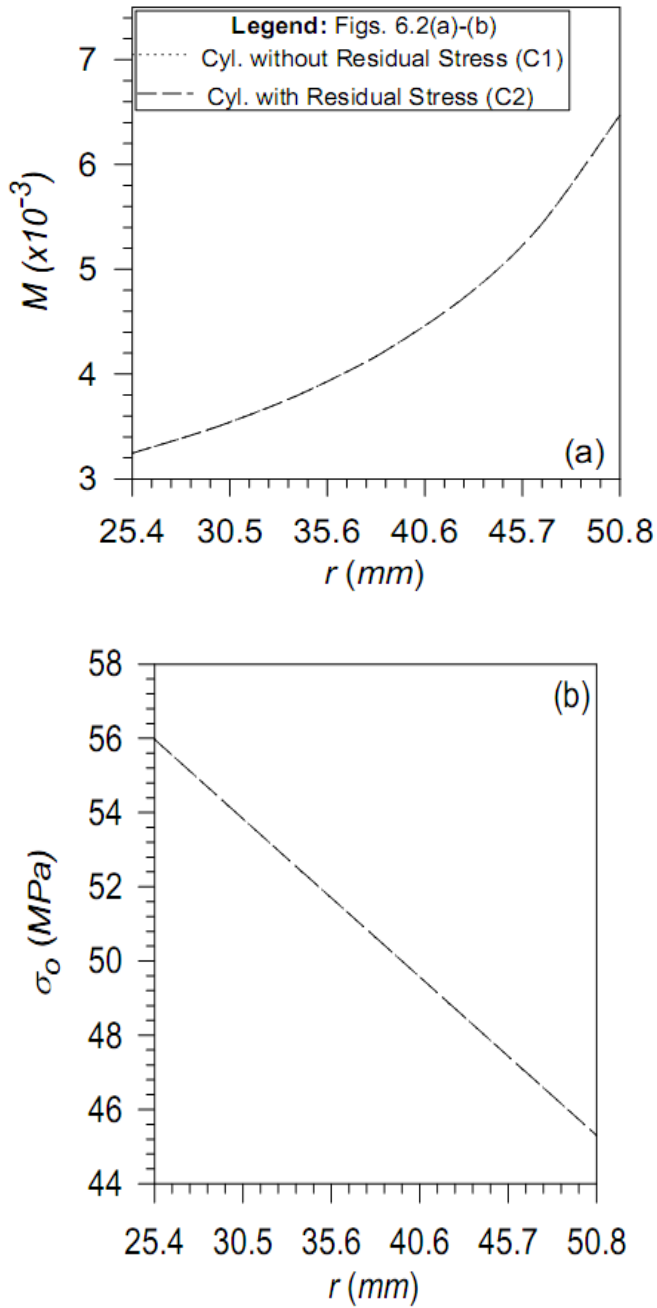 Legend: Figs. 6.2(a)-(b)
Cyl. without Residual Stress (C1)
Cyl. with Residual Stress (C2)
7
6
5
4
3
M (x10⁻³)
(a)
25.4 30.5 35.6 40.6 45.7 50.8
r (mm)
58
56
54
52
50
48
46
44
σₒ (MPa)
(b)
25.4 30.5 35.6 40.6 45.7 50.8
r (mm)